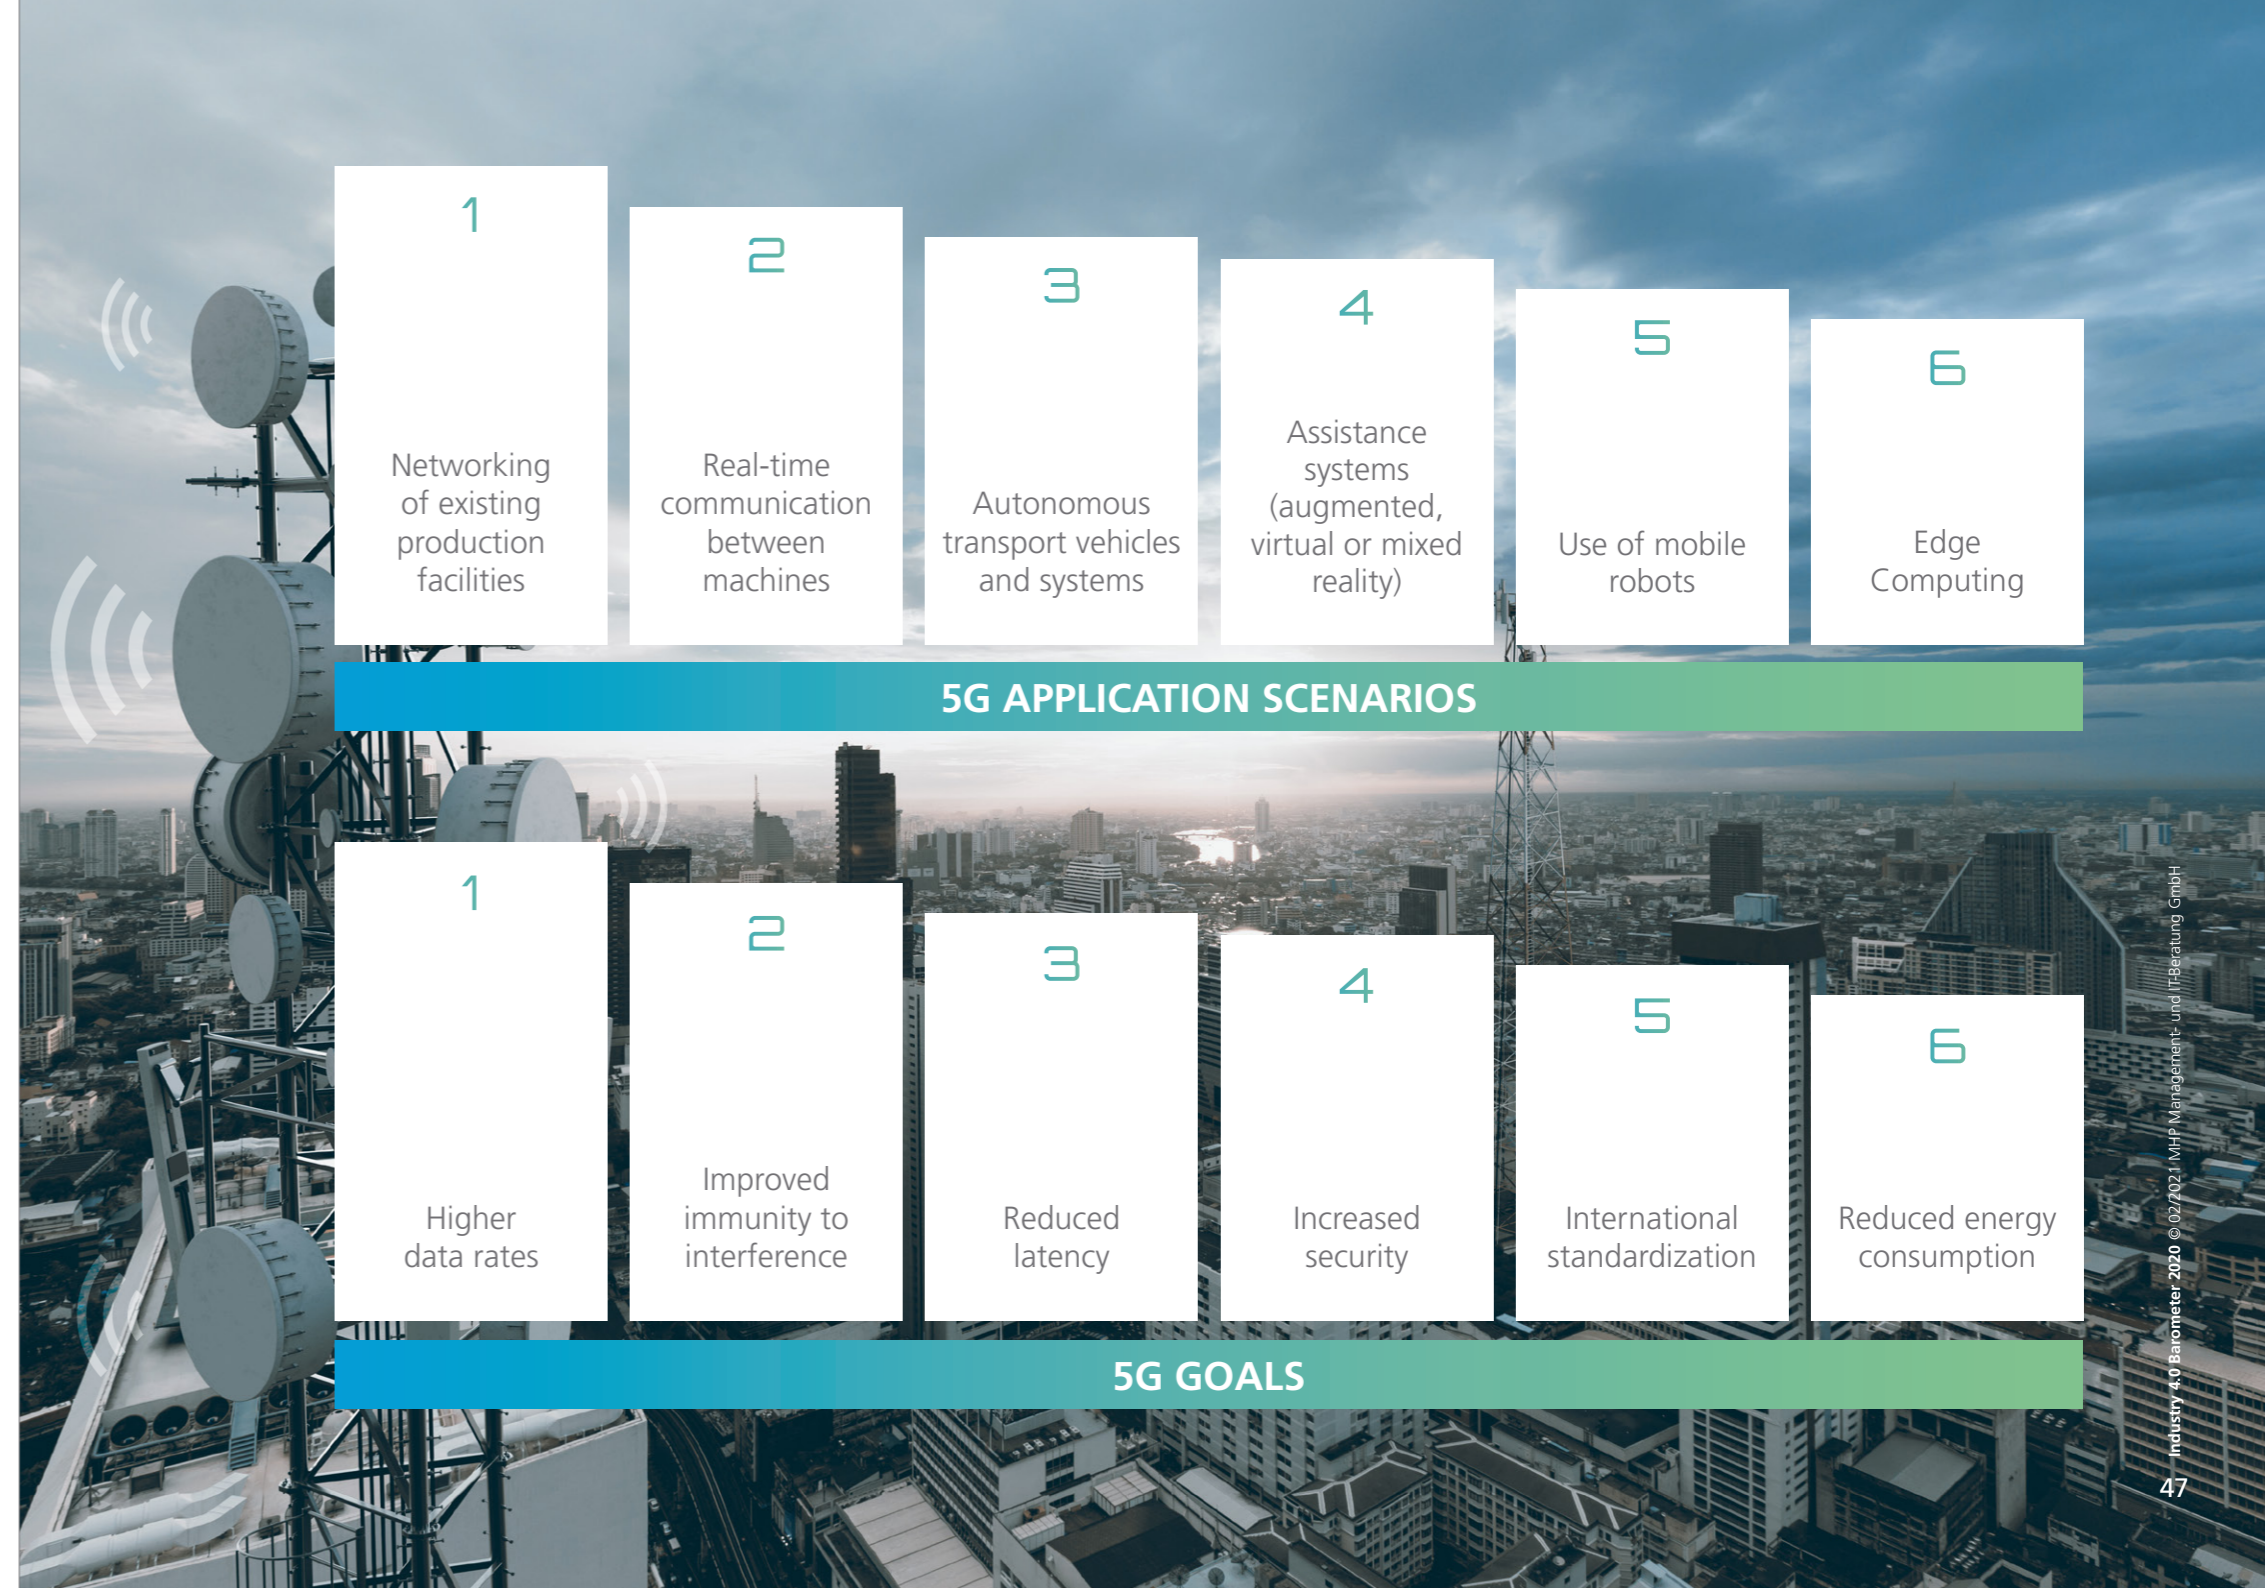 1
Networking
of existing
production
facilities
2
Real-time
communication
between
machines
3
Autonomous
transport vehicles
and systems
4
Assistance
systems
(augmented,
virtual or mixed
reality)
5
Use of mobile
robots
6
Edge
Computing
5G APPLICATION SCENARIOS
1
Higher
data rates
2
Improved
immunity to
interference
3
Reduced
latency
4
Increased
security
5
International
standardization
6
Reduced energy
consumption
5G GOALS
Industry 4.0 Barometer 2020 © 02/2021 MHP Management- und IT-Beratung GmbH
47